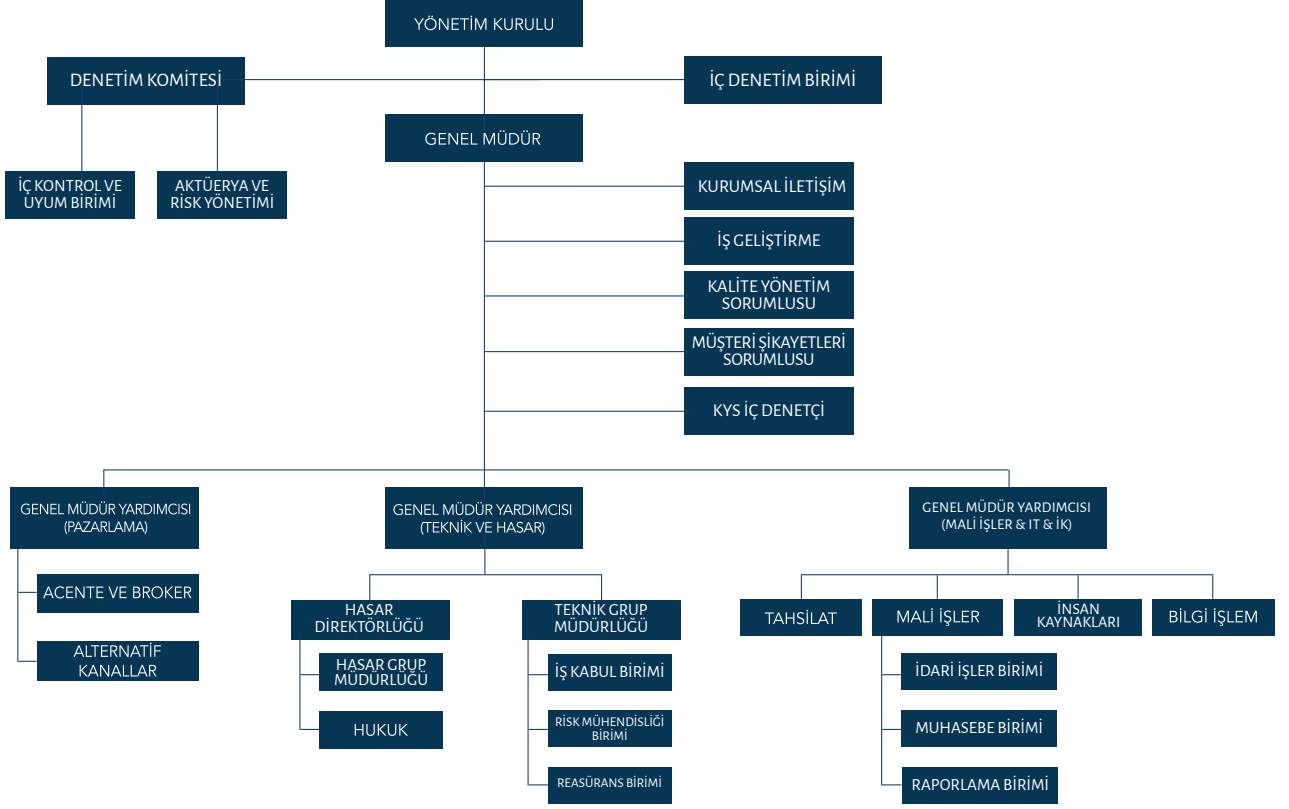 YÖNETİM KURULU
DENETİM KOMİTESİ
İÇ DENETİM BİRİMİ
GENEL MÜDÜR
İÇ KONTROL VE
UYUM BİRİMİ
AKTÜERYA VE
RİSK YÖNETİMİ
KURUMSAL İLETİŞİM
İŞ GELİŞTİRME
KALİTE YÖNETİM
SORUMLUSU
MÜŞTERİ ŞİKAYETLERİ
SORUMLUSU
KYS İÇ DENETÇİ
GENEL MÜDÜR YARDIMCISI
(PAZARLAMA)
ACENTE VE BROKER
ALTERNATİF
KANALLAR
GENEL MÜDÜR YARDIMCISI
(TEKNİK VE HASAR)
HASAR
DİREKTÖRLÜĞÜ
HASAR GRUP
MÜDÜRLÜĞÜ
HUKUK
TEKNİK GRUP
MÜDÜRLÜĞÜ
İŞ KABUL BİRİMİ
RİSK MÜHENDİSLİĞİ
BİRİMİ
REASÜRANS BİRİMİ
GENEL MÜDÜR YARDIMCISI
(MALİ İŞLER & IT & İK)
TAHSİLAT
MALİ İŞLER
İDARİ İŞLER BİRİMİ
MUHASEBE BİRİMİ
RAPORLAMA BİRİMİ
İNSAN
KAYNAKLARI
BİLGİ İŞLEM